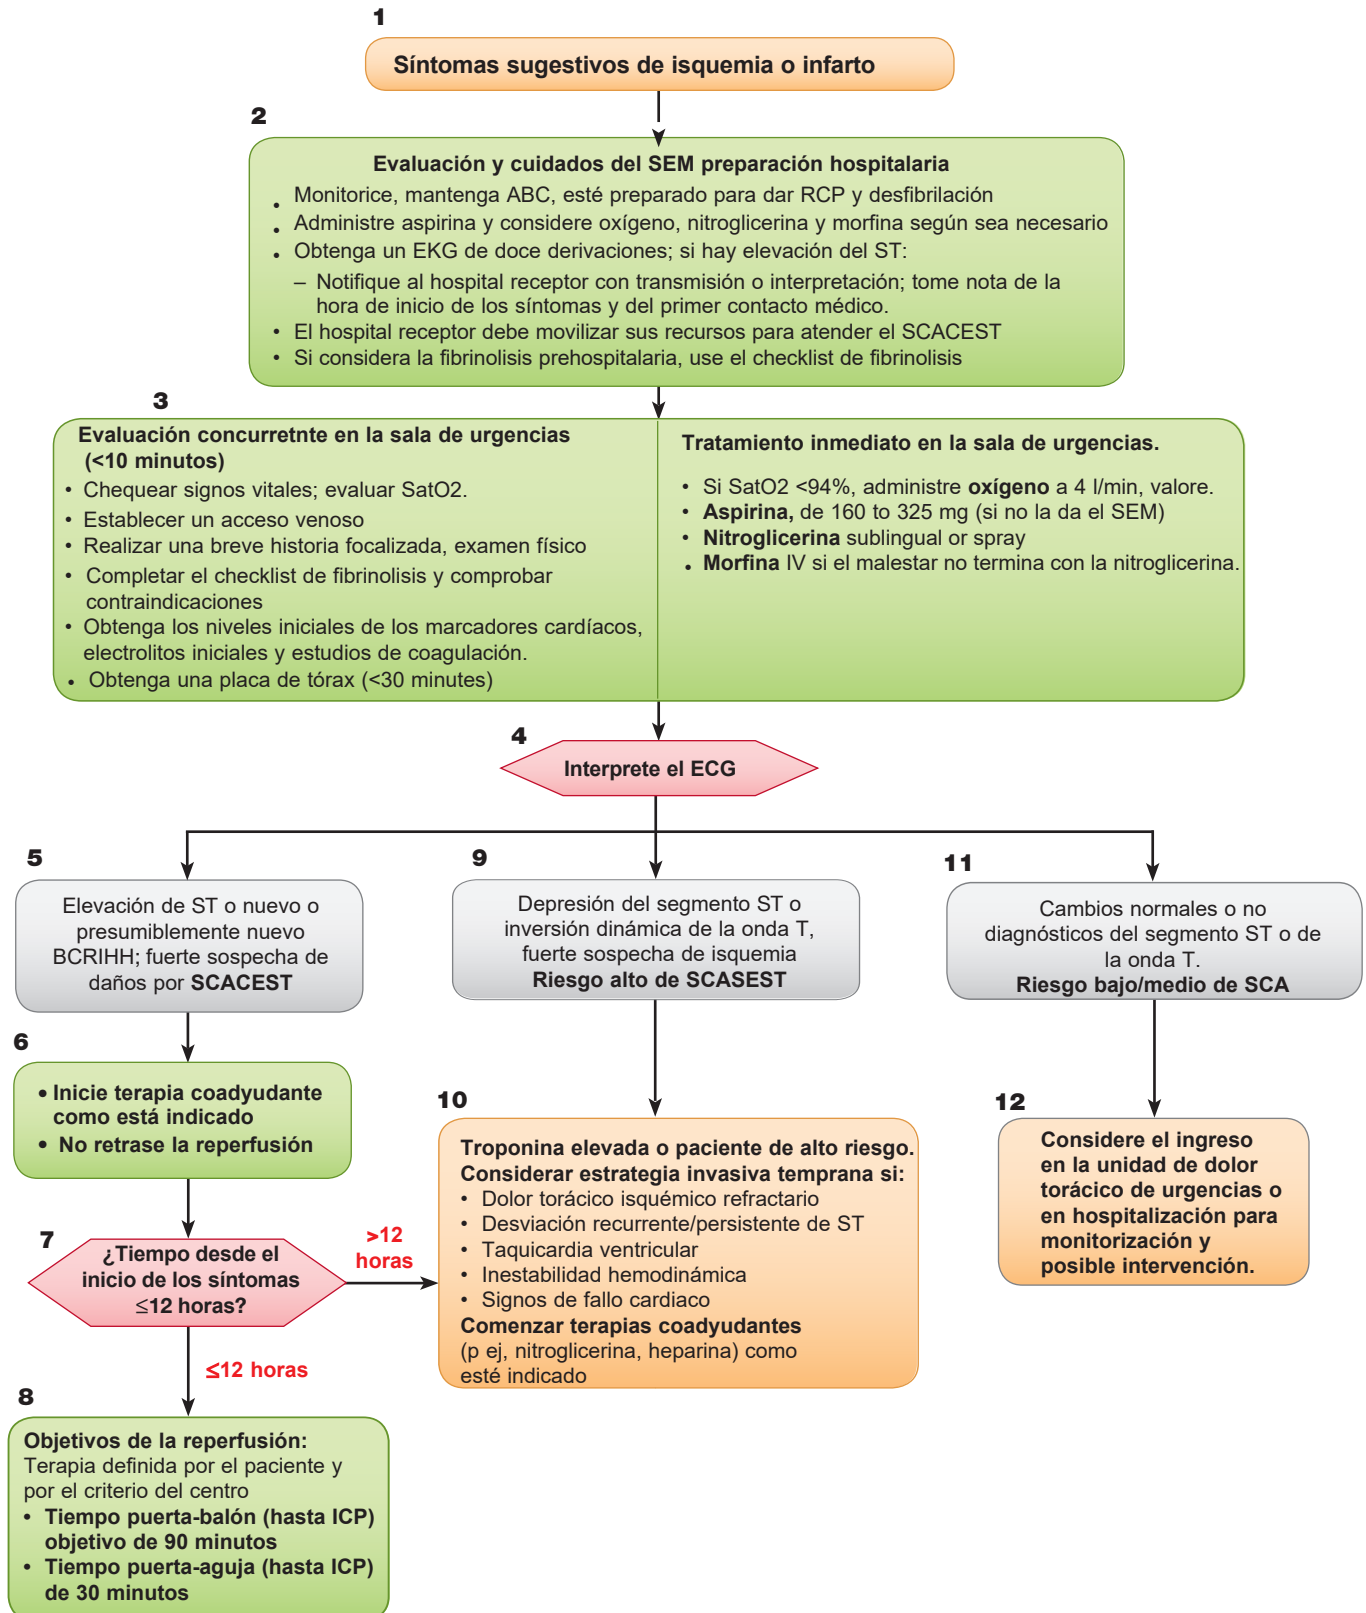 1
Síntomas sugestivos de isquemia o infarto
2
Evaluación y cuidados del SEM preparación hospitalaria
• Monitorice, mantenga ABC, esté preparado para dar RCP y desfibrilación
• Administre aspirina y considere oxígeno, nitroglicerina y morfina según sea necesario
• Obtenga un EKG de doce derivaciones; si hay elevación del ST:
– Notifique al hospital receptor con transmisión o interpretación; tome nota de la
hora de inicio de los síntomas y del primer contacto médico.
• El hospital receptor debe movilizar sus recursos para atender el SCACEST
• Si considera la fibrinolisis prehospitalaria, use el checklist de fibrinolisis
3
Evaluación concurretnte en la sala de urgencias
(<10 minutos)
• Chequear signos vitales; evaluar SatO2.
• Establecer un acceso venoso
• Realizar una breve historia focalizada, examen físico
• Completar el checklist de fibrinolisis y comprobar
contraindicaciones
• Obtenga los niveles iniciales de los marcadores cardíacos,
electrolitos iniciales y estudios de coagulación.
• Obtenga una placa de tórax (<30 minutes)
Tratamiento inmediato en la sala de urgencias.
• Si SatO2 <94%, administre oxígeno a 4 l/min, valore.
• Aspirina, de 160 to 325 mg (si no la da el SEM)
• Nitroglicerina sublingual or spray
• Morfina IV si el malestar no termina con la nitroglicerina.
4
Interprete el ECG
5
Elevación de ST o nuevo o
presumiblemente nuevo
BCRIHH; fuerte sospecha de
daños por SCACEST
6
• Inicie terapia coadyudante
como está indicado
• No retrase la reperfusión
7
¿Tiempo desde el
inicio de los síntomas
≤12 horas?
>12
horas
≤12 horas
8
Objetivos de la reperfusión:
Terapia definida por el paciente y
por el criterio del centro
• Tiempo puerta-balón (hasta ICP)
objetivo de 90 minutos
• Tiempo puerta-aguja (hasta ICP)
de 30 minutos
9
Depresión del segmento ST o
inversión dinámica de la onda T,
fuerte sospecha de isquemia
Riesgo alto de SCASEST
10
Troponina elevada o paciente de alto riesgo.
Considerar estrategia invasiva temprana si:
• Dolor torácico isquémico refractario
• Desviación recurrente/persistente de ST
• Taquicardia ventricular
• Inestabilidad hemodinámica
• Signos de fallo cardiaco
Comenzar terapias coadyudantes
(p ej, nitroglicerina, heparina) como
esté indicado
11
Cambios normales o no
diagnósticos del segmento ST o de
la onda T.
Riesgo bajo/medio de SCA
12
Considere el ingreso
en la unidad de dolor
torácico de urgencias o
en hospitalización para
monitorización y
posible intervención.